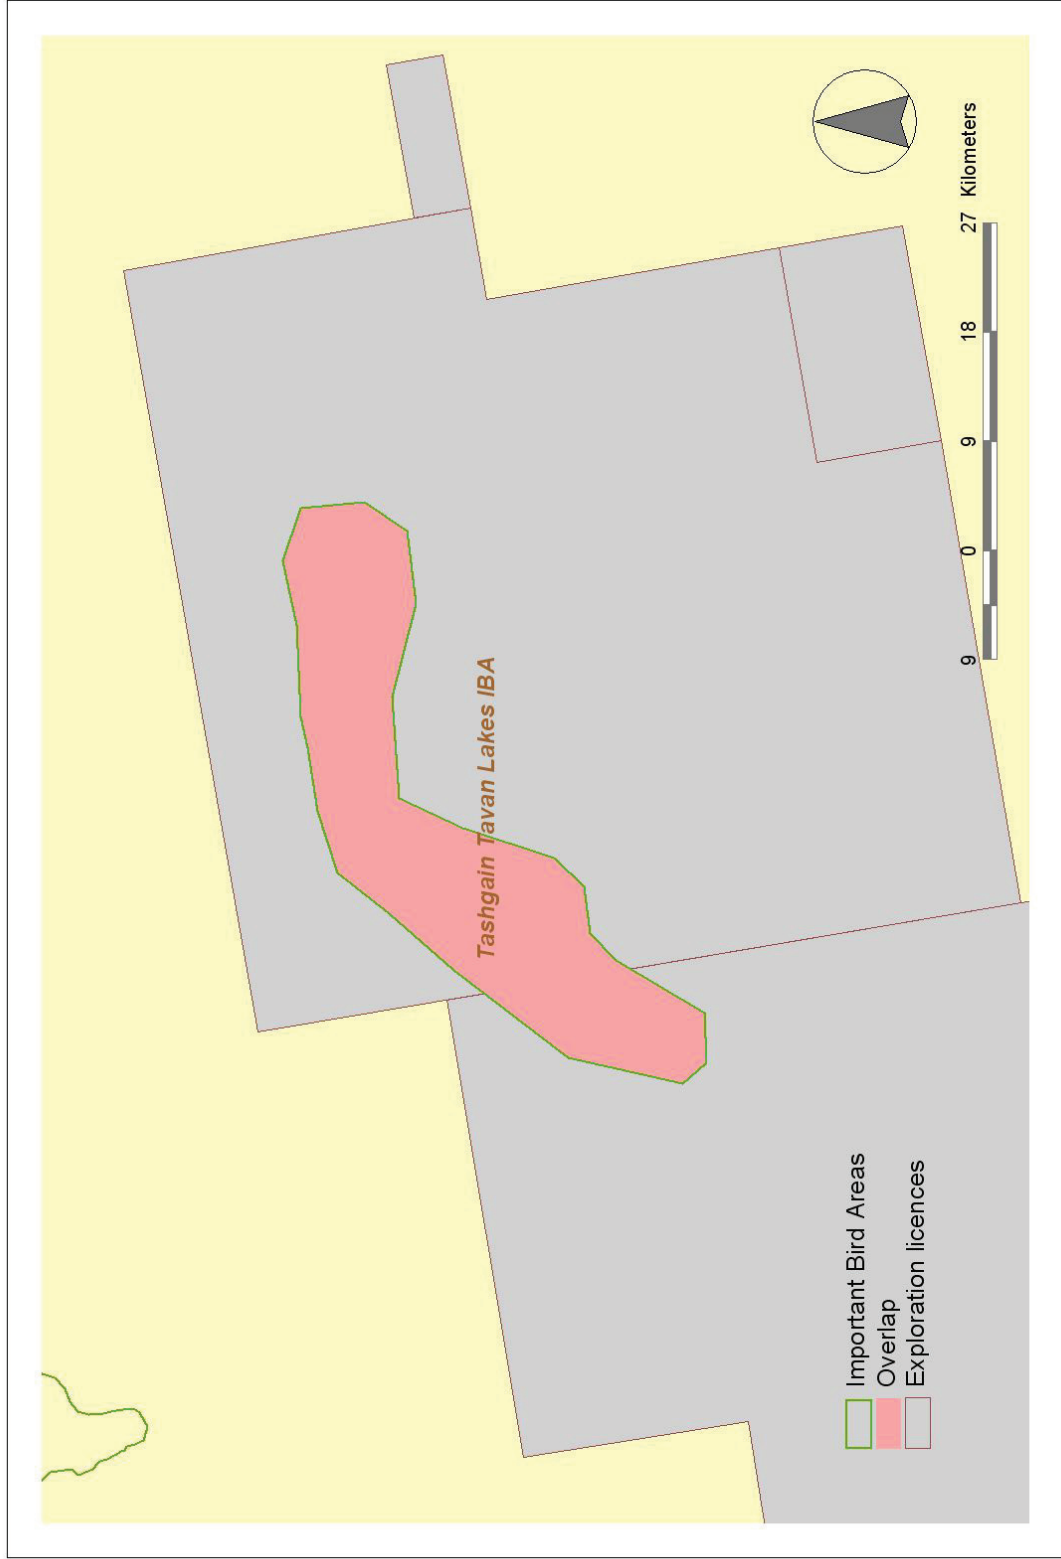 Tashgain Tavan Lakes IBA
Important Bird Areas
Overlap
Exploration licences
9 0 9 18 27 Kilometers